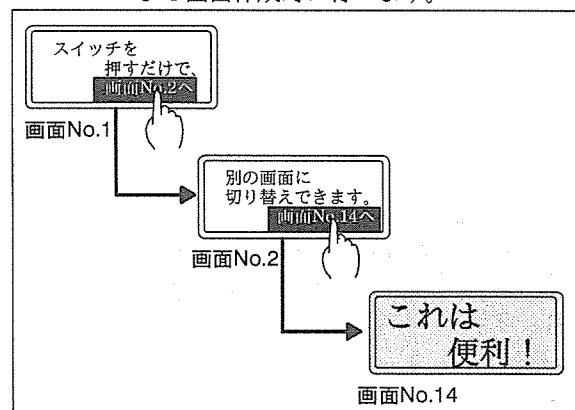 スイッチを
押すだけで、
画面No.2へ
画面No.1
別の画面に
切り替えできます。
画面No.14へ
画面No.2
これは
便利!
画面No.14